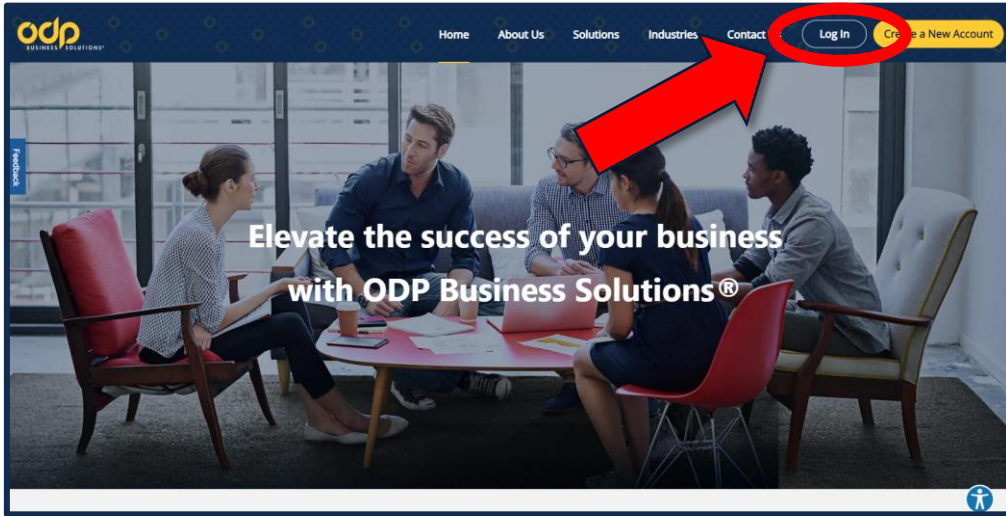 odp
BUSINESS SOLUTIONS
Home About Us Solutions Industries Contact Log In Create a New Account
Feedback
Elevate the success of your business
with ODP Business Solutions®